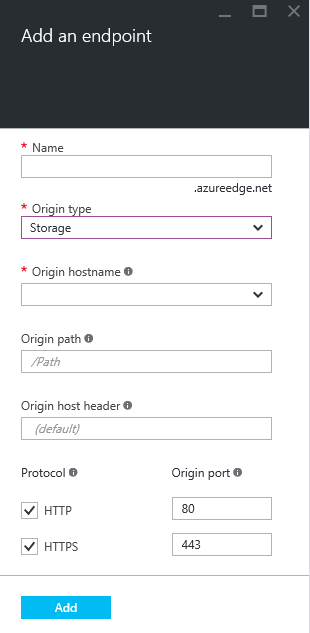 Add an endpoint
* Name
.azureedge.net
* Origin type
Storage
* Origin hostname
Origin path
/Path
Origin host header
(default)
Protocol Origin port
HTTP 80
HTTPS 443
Add